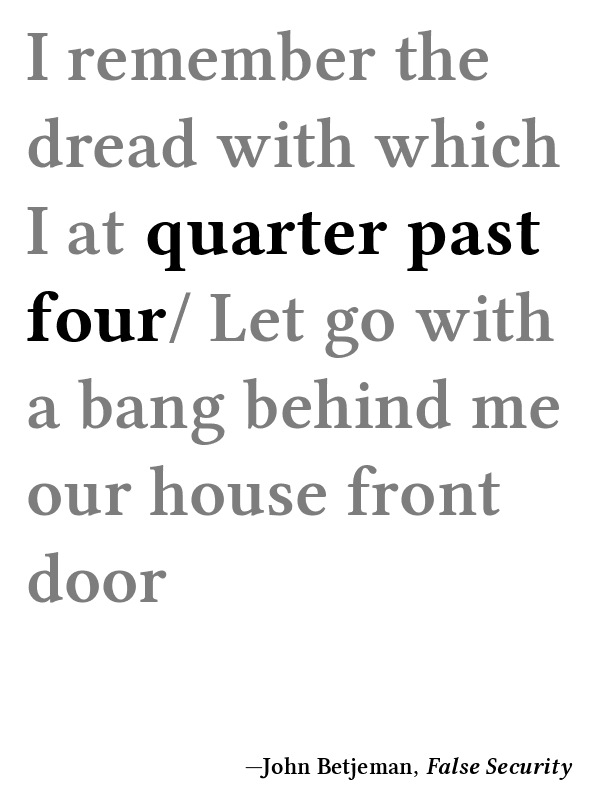 I remember the
dread with which
I at quarter past
four/ Let go with
a bang behind me
our house front
door
—John Betjeman, False Security